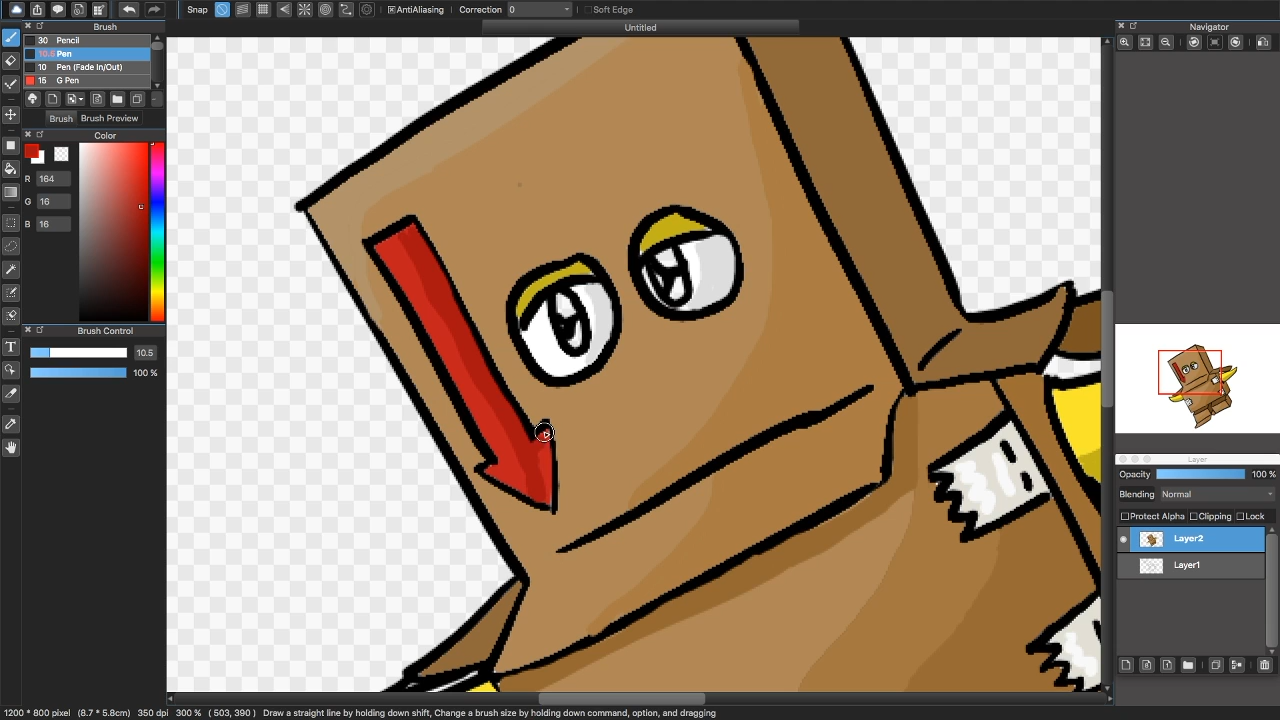 Snap
AntiAliasing
Correction 0
Soft Edge
Brush
Untitled
Navigator
30 Pencil
10.5 Pen
10 Pen (Fade In/Out)
15 G Pen
Brush Brush Preview
Color
R 164
G 16
B 16
Brush Control
10.5
100 %
T
Layer
Opacity 100 %
Blending Normal
Protect Alpha Clipping Lock
Layer2
Layer1
1200 * 800 pixel (8.7 * 5.8cm) 350 dpi 300 % ( 503, 390 ) Draw a straight line by holding down shift, Change a brush size by holding down command, option, and dragging